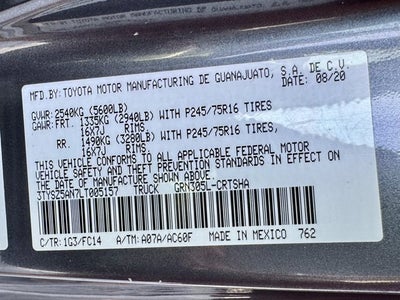 MFD.BY:TOYOTA MOTOR MANUFACTURING DE GUANAJUATO, S.A. DE C.V.
GVWR: 2540KG (5600LB) 08/20
GAWR: FRT. 1335KG (2940LB) WITH P245/75R16 TIRES
16X7J RIMS.
RR. 1490KG (3280LB) WITH P245/75R16 TIRES
16X7J RIMS.
THIS VEHICLE CONFORMS TO ALL APPLICABLE FEDERAL MOTOR
VEHICLE SAFETY AND THEFT PREVENTION STANDARDS IN EFFECT ON
THE DATE OF MANUFACTURE SHOWN ABOVE.
3TYSZ5AN7LT005157 TRUCK GRN305L-CRTSHA
C/TR:1G3/FC14 A/TM:A07A/AC60F MADE IN MEXICO 762